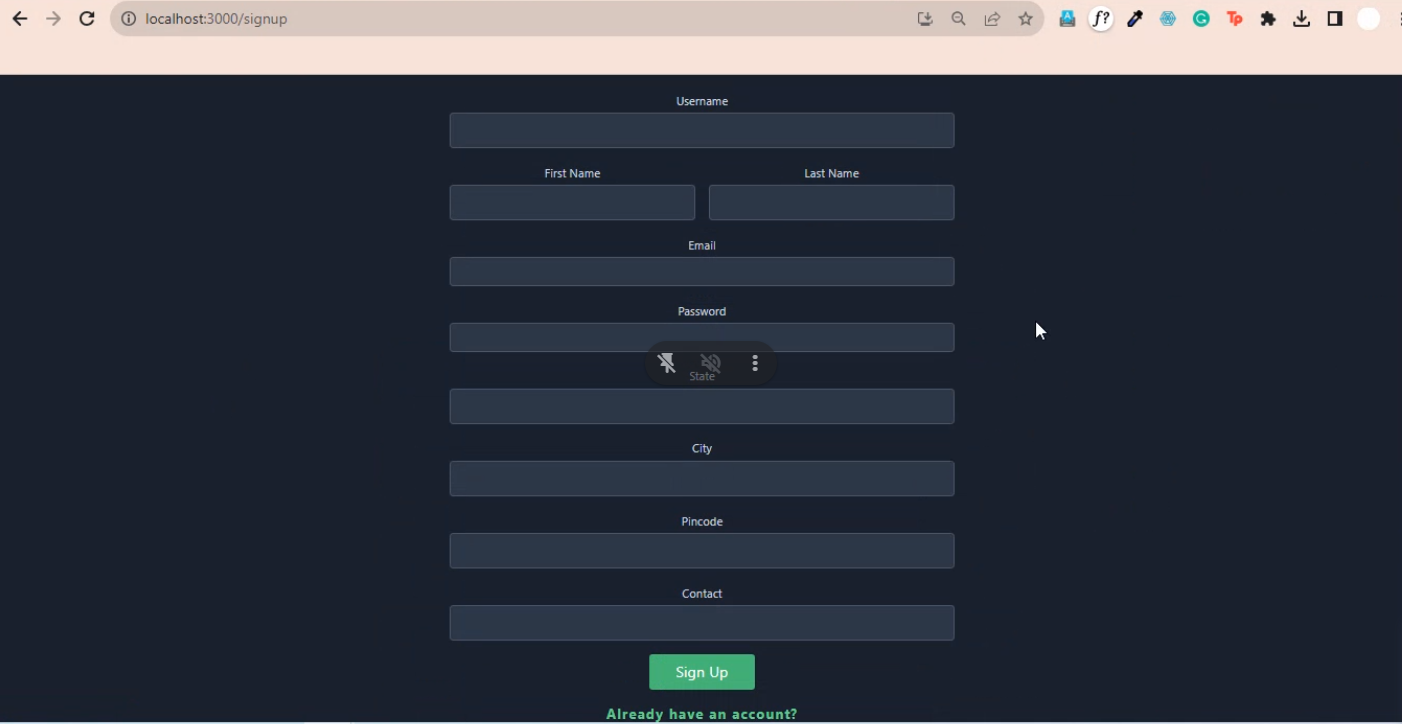 localhost:3000/signup
f?
Tp
Username
First Name Last Name
Email
Password
State
City
Pincode
Contact
Sign Up
Already have an account?